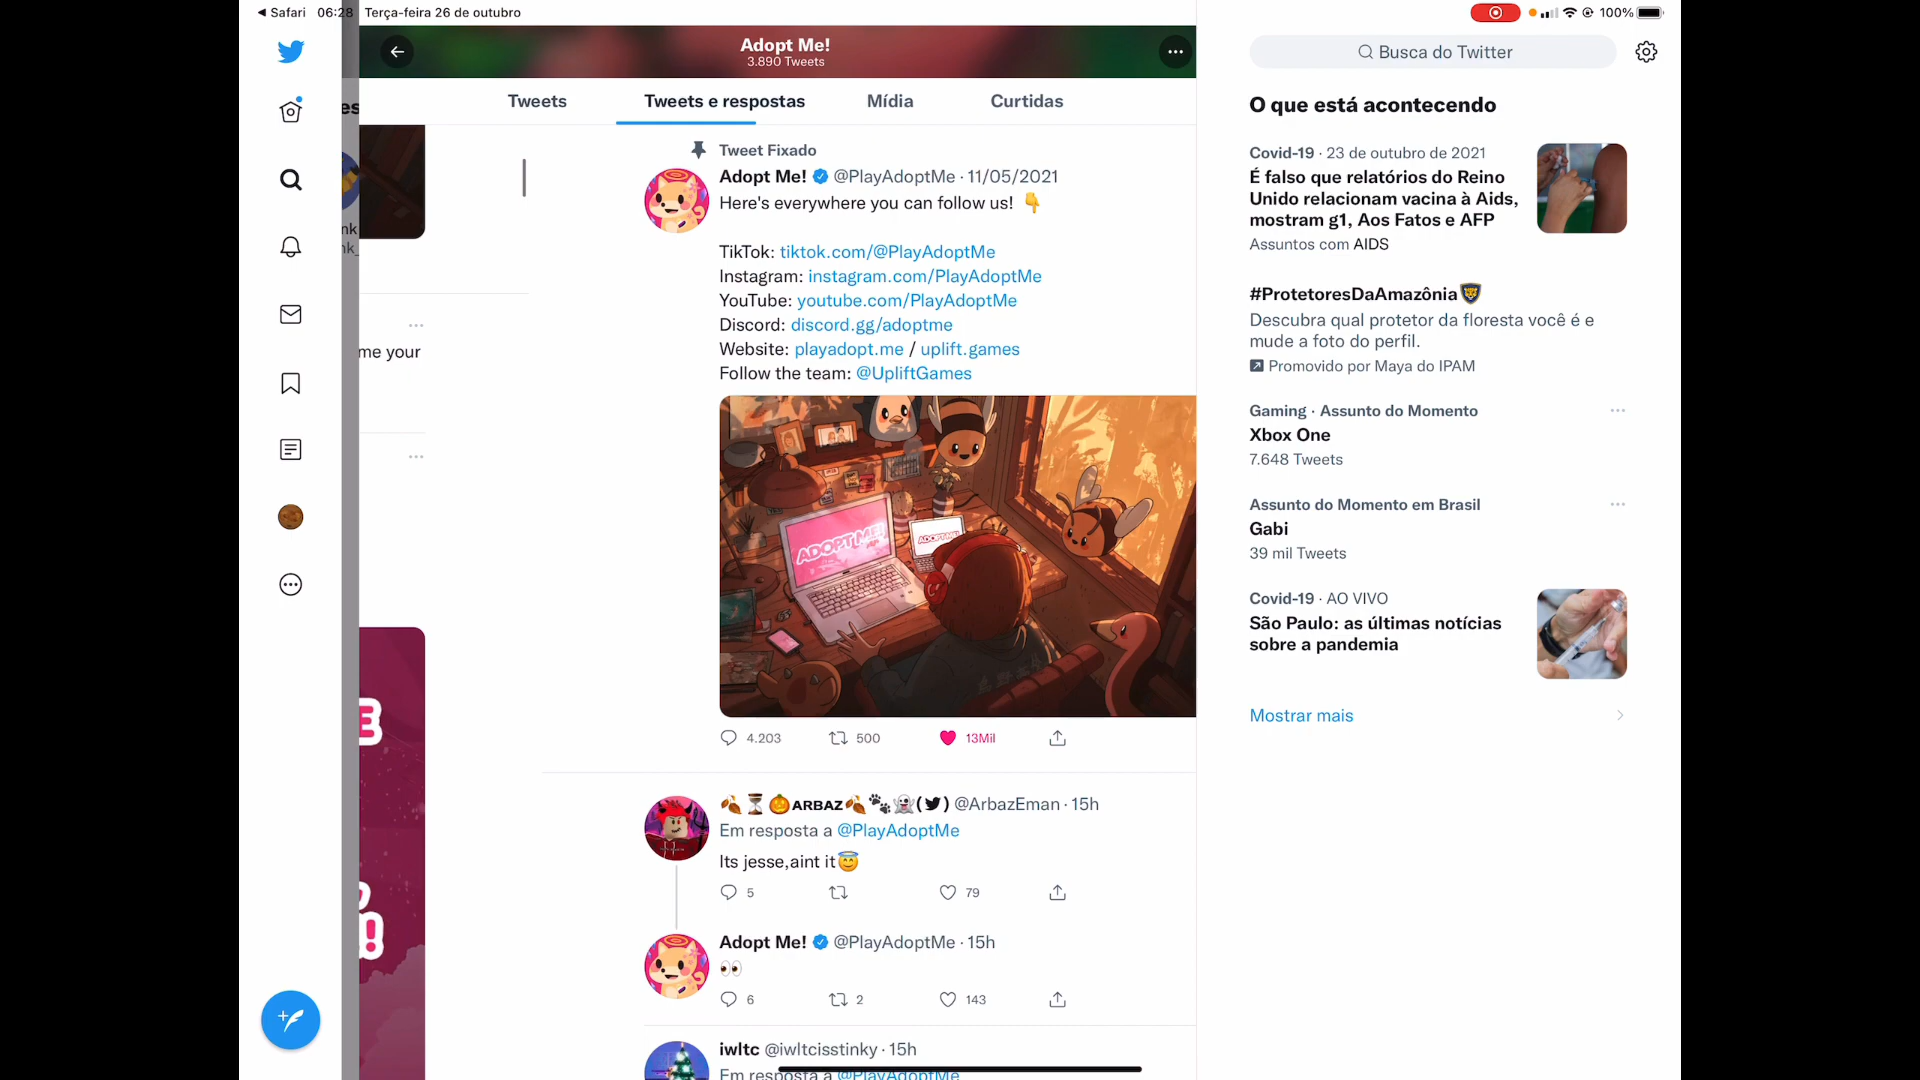 Safari 06:28 Terça-feira 26 de outubro
100%
es
nk
nk_
me your
E
!
Adopt Me!
3.890 Tweets
Tweets
Tweets e respostas
Mídia
Curtidas
Tweet Fixado
Adopt Me! @PlayAdoptMe · 11/05/2021
Here's everywhere you can follow us! 👇
TikTok: tiktok.com/@PlayAdoptMe
Instagram: instagram.com/PlayAdoptMe
YouTube: youtube.com/PlayAdoptMe
Discord: discord.gg/adoptme
Website: playadopt.me / uplift.games
Follow the team: @UpliftGames
ADOPT ME!
ADOPT ME!
4.203 500 13Mil
🍂⏳🎃ARBAZ🍂🐾👻(🐦) @ArbazEman · 15h
Em resposta a @PlayAdoptMe
Its jesse,aint it😇
5 79
Adopt Me! @PlayAdoptMe · 15h
👀
6 2 143
iwltc @iwltcisstinky · 15h
Em resposta a @PlayAdoptMe
Busca do Twitter
O que está acontecendo
Covid-19 · 23 de outubro de 2021
É falso que relatórios do Reino
Unido relacionam vacina à Aids,
mostram g1, Aos Fatos e AFP
Assuntos com AIDS
#ProtetoresDaAmazônia
Descubra qual protetor da floresta você é e
mude a foto do perfil.
Promovido por Maya do IPAM
Gaming · Assunto do Momento
Xbox One
7.648 Tweets
Assunto do Momento em Brasil
Gabi
39 mil Tweets
Covid-19 · AO VIVO
São Paulo: as últimas notícias
sobre a pandemia
Mostrar mais